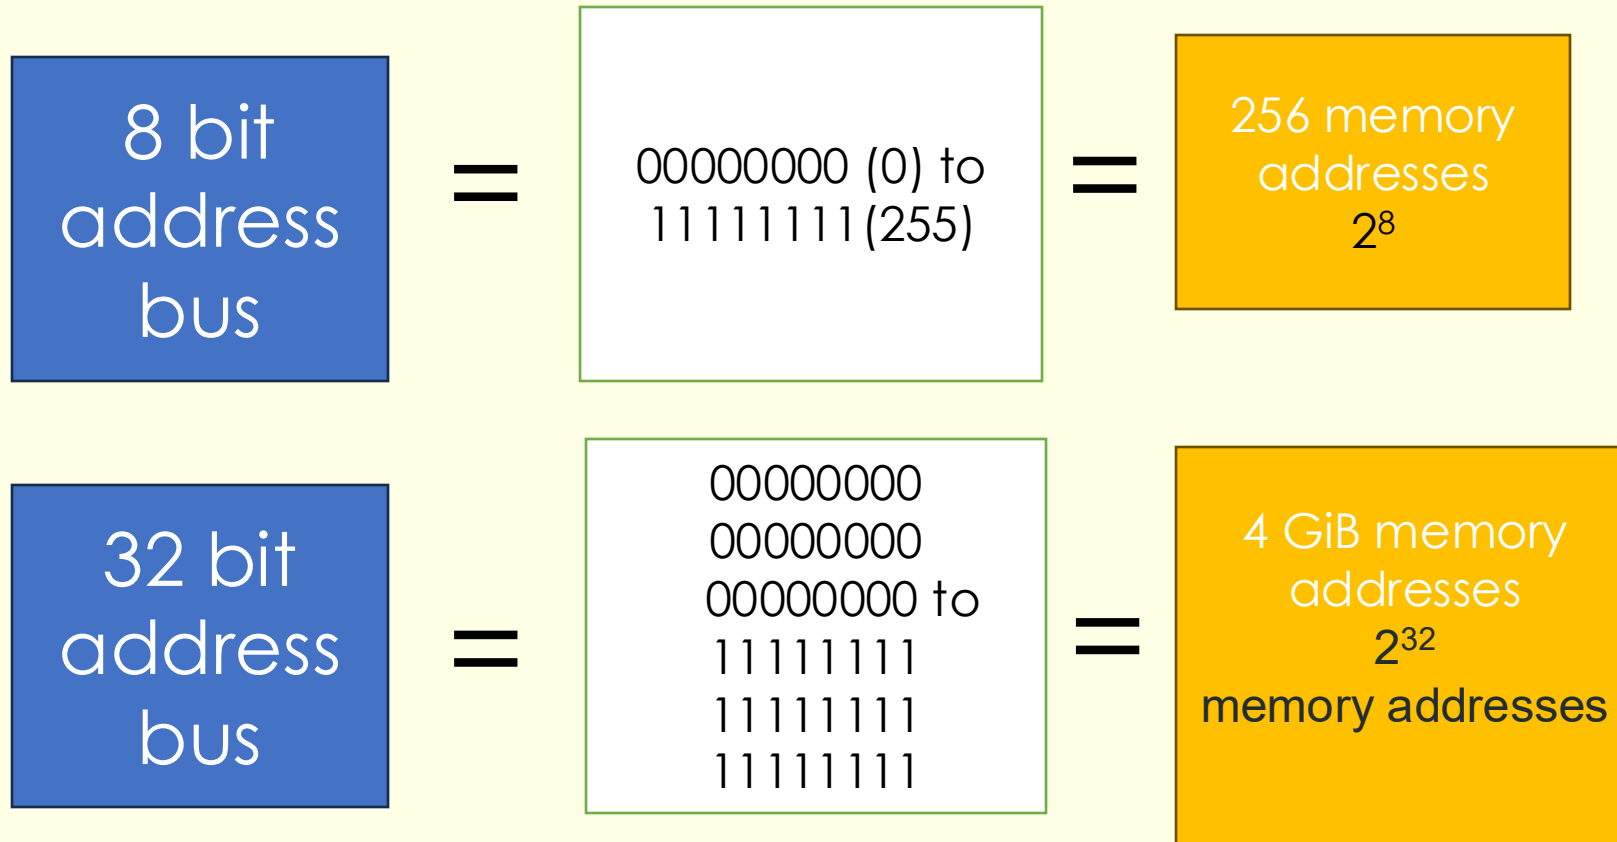 8 bit
address
bus
=
00000000 (0) to
11111111(255)
=
256 memory
addresses
2⁸
32 bit
address
bus
=
00000000
00000000
00000000 to
11111111
11111111
11111111
=
4 GiB memory
addresses
2³²
memory addresses